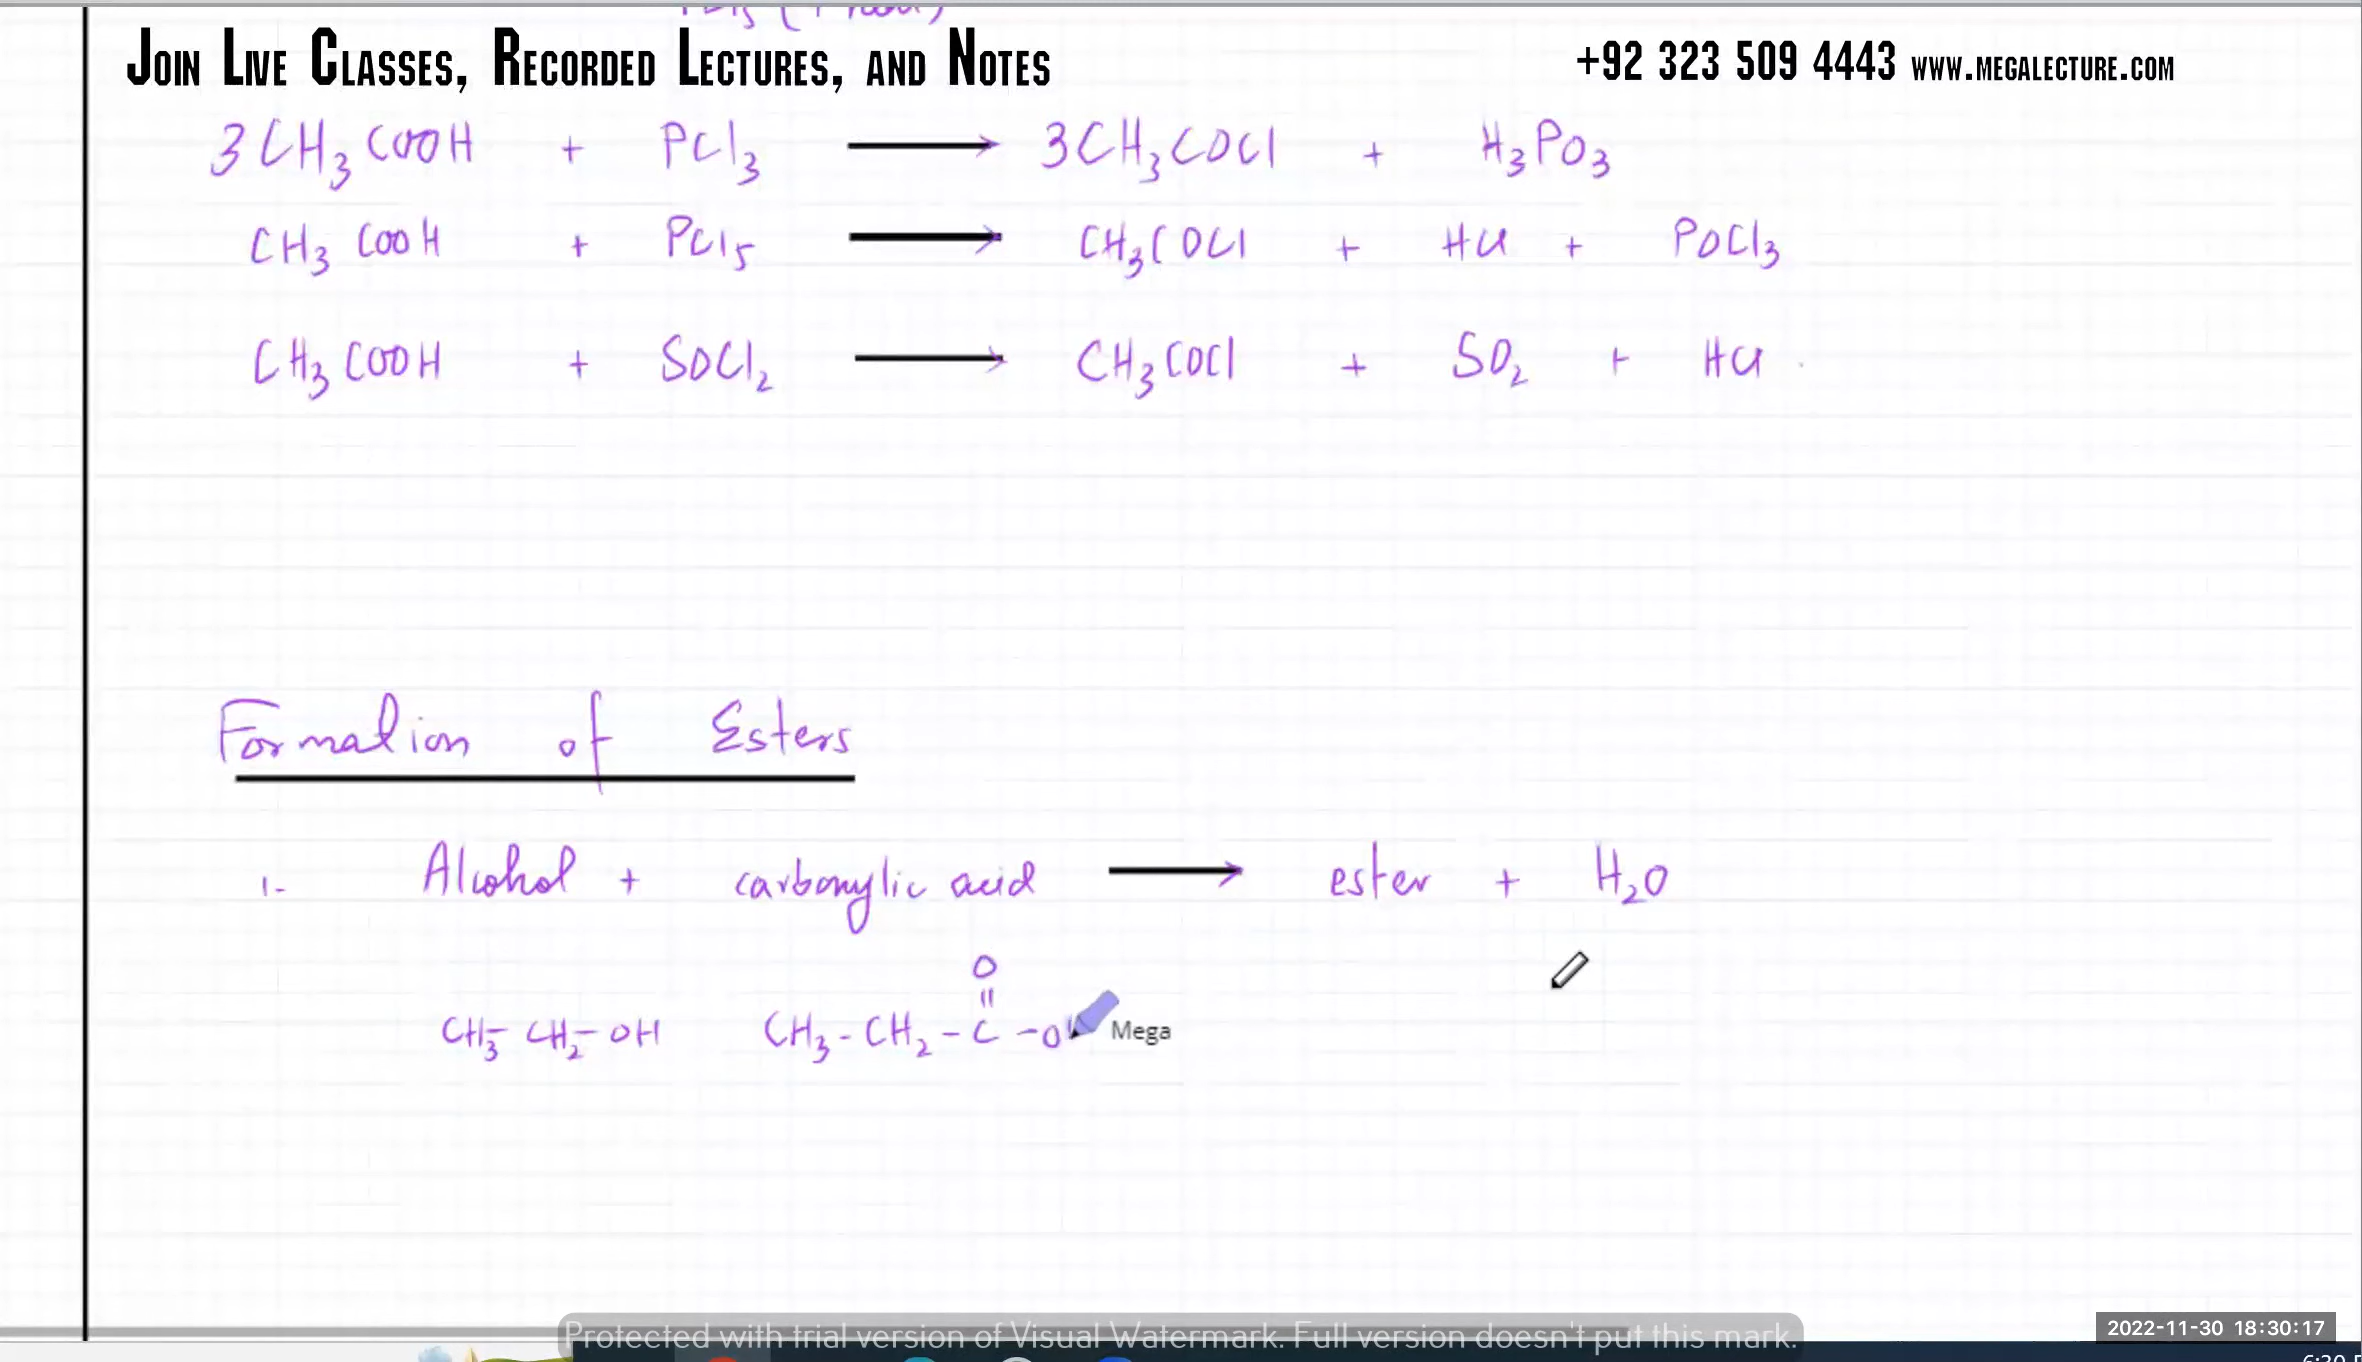 JOIN LIVE CLASSES, RECORDED LECTURES, AND NOTES +92 323 509 4443 WWW.MEGALECTURE.COM
3CH₃COOH + PCl₃ ⟶ 3CH₃COCl + H₃PO₃
CH₃COOH + PCl₅ ⟶ CH₃COCl + HCl + POCl₃
CH₃COOH + SOCl₂ ⟶ CH₃COCl + SO₂ + HCl
Formation of Esters
1- Alcohol + carboxylic acid ⟶ ester + H₂O
O
||
CH₃-CH₂-OH CH₃-CH₂-C-O Mega
Protected with trial version of Visual Watermark. Full version doesn't put this mark.
2022-11-30 18:30:17